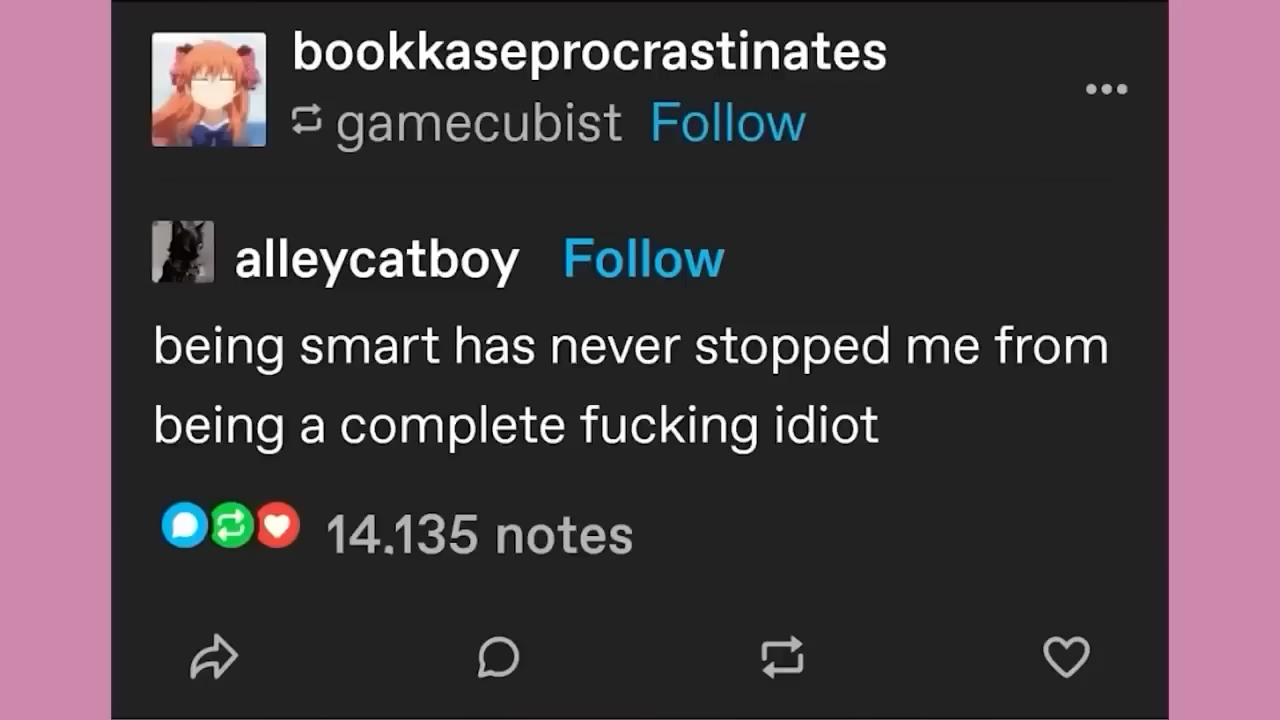 bookkaseprocrastinates
gamecubist Follow
alleycatboy Follow
being smart has never stopped me from
being a complete fucking idiot
14,135 notes